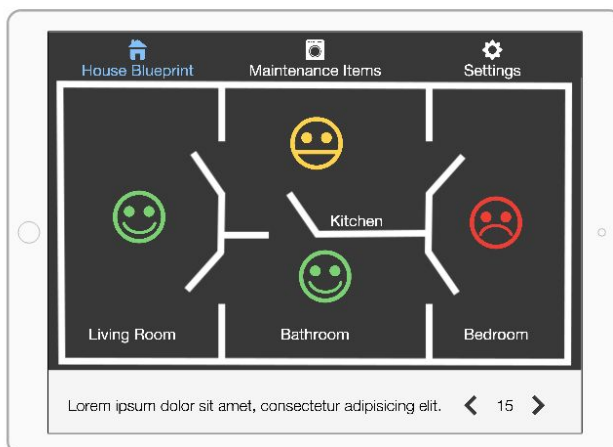 House Blueprint Maintenance Items Settings
Kitchen
Living Room Bathroom Bedroom
Lorem ipsum dolor sit amet, consectetur adipisicing elit. 15